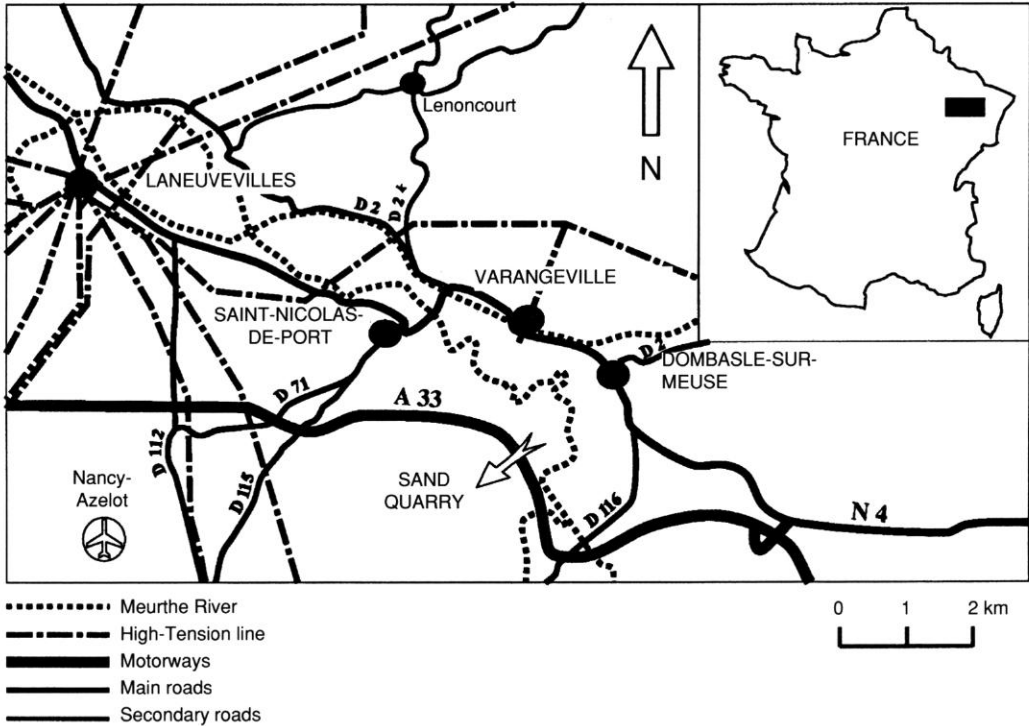 Lenoncourt
N
FRANCE
LANEUVEVILLES
D 2
D 2 4
VARANGEVILLE
SAINT-NICOLAS-
DE-PORT
D 2
DOMBASLE-SUR-
MEUSE
D 71
A 33
D 112
D 115
Nancy-
Azelot
SAND
QUARRY
D 116
N 4
Meurthe River
High-Tension line
Motorways
Main roads
Secondary roads
0 1 2 km